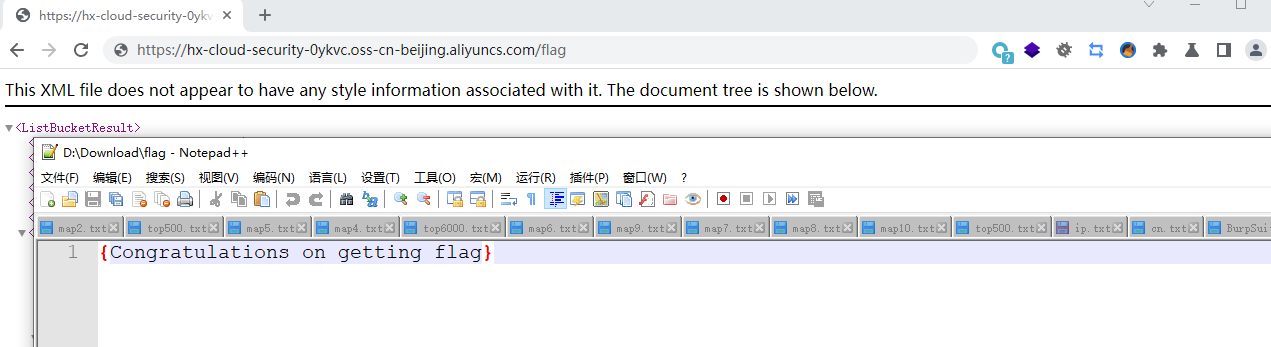 https://hx-cloud-security-0ykv
https://hx-cloud-security-0ykvc.oss-cn-beijing.aliyuncs.com/flag
This XML file does not appear to have any style information associated with it. The document tree is shown below.
▼<ListBucketResult>
D:\Download\flag - Notepad++
文件(F) 编辑(E) 搜索(S) 视图(V) 编码(N) 语言(L) 设置(T) 工具(O) 宏(M) 运行(R) 插件(P) 窗口(W) ?
map2.txt top500.txt map5.txt map4.txt top6000.txt map6.txt map9.txt map7.txt map8.txt map10.txt top500.txt ip.txt cn.txt BurpSui
1 {Congratulations on getting flag}